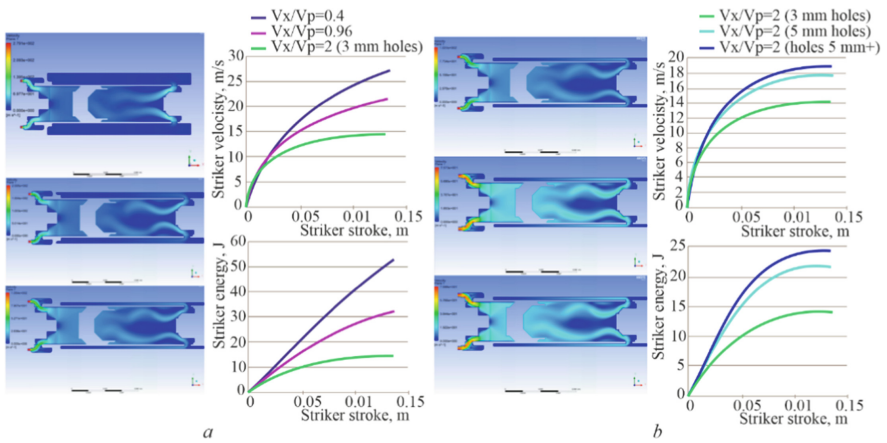 Vx/Vp=0.4
Vx/Vp=0.96
Vx/Vp=2 (3 mm holes)
Striker velocisty, m/s
30
25
20
15
10
5
0
0
0.05
0.01
0.15
Striker stroke, m
Striker energy, J
60
50
40
30
20
10
0
0
0.05
0.01
0.15
Striker stroke, m
a
Vx/Vp=2 (3 mm holes)
Vx/Vp=2 (5 mm holes)
Vx/Vp=2 (holes 5 mm+)
Striker velocisty, m/s
20
18
16
14
12
10
8
6
4
2
0
0
0.05
0.01
0.15
Striker stroke, m
Striker energy, J
25
20
15
10
5
0
0
0.05
0.01
0.15
Striker stroke, m
b